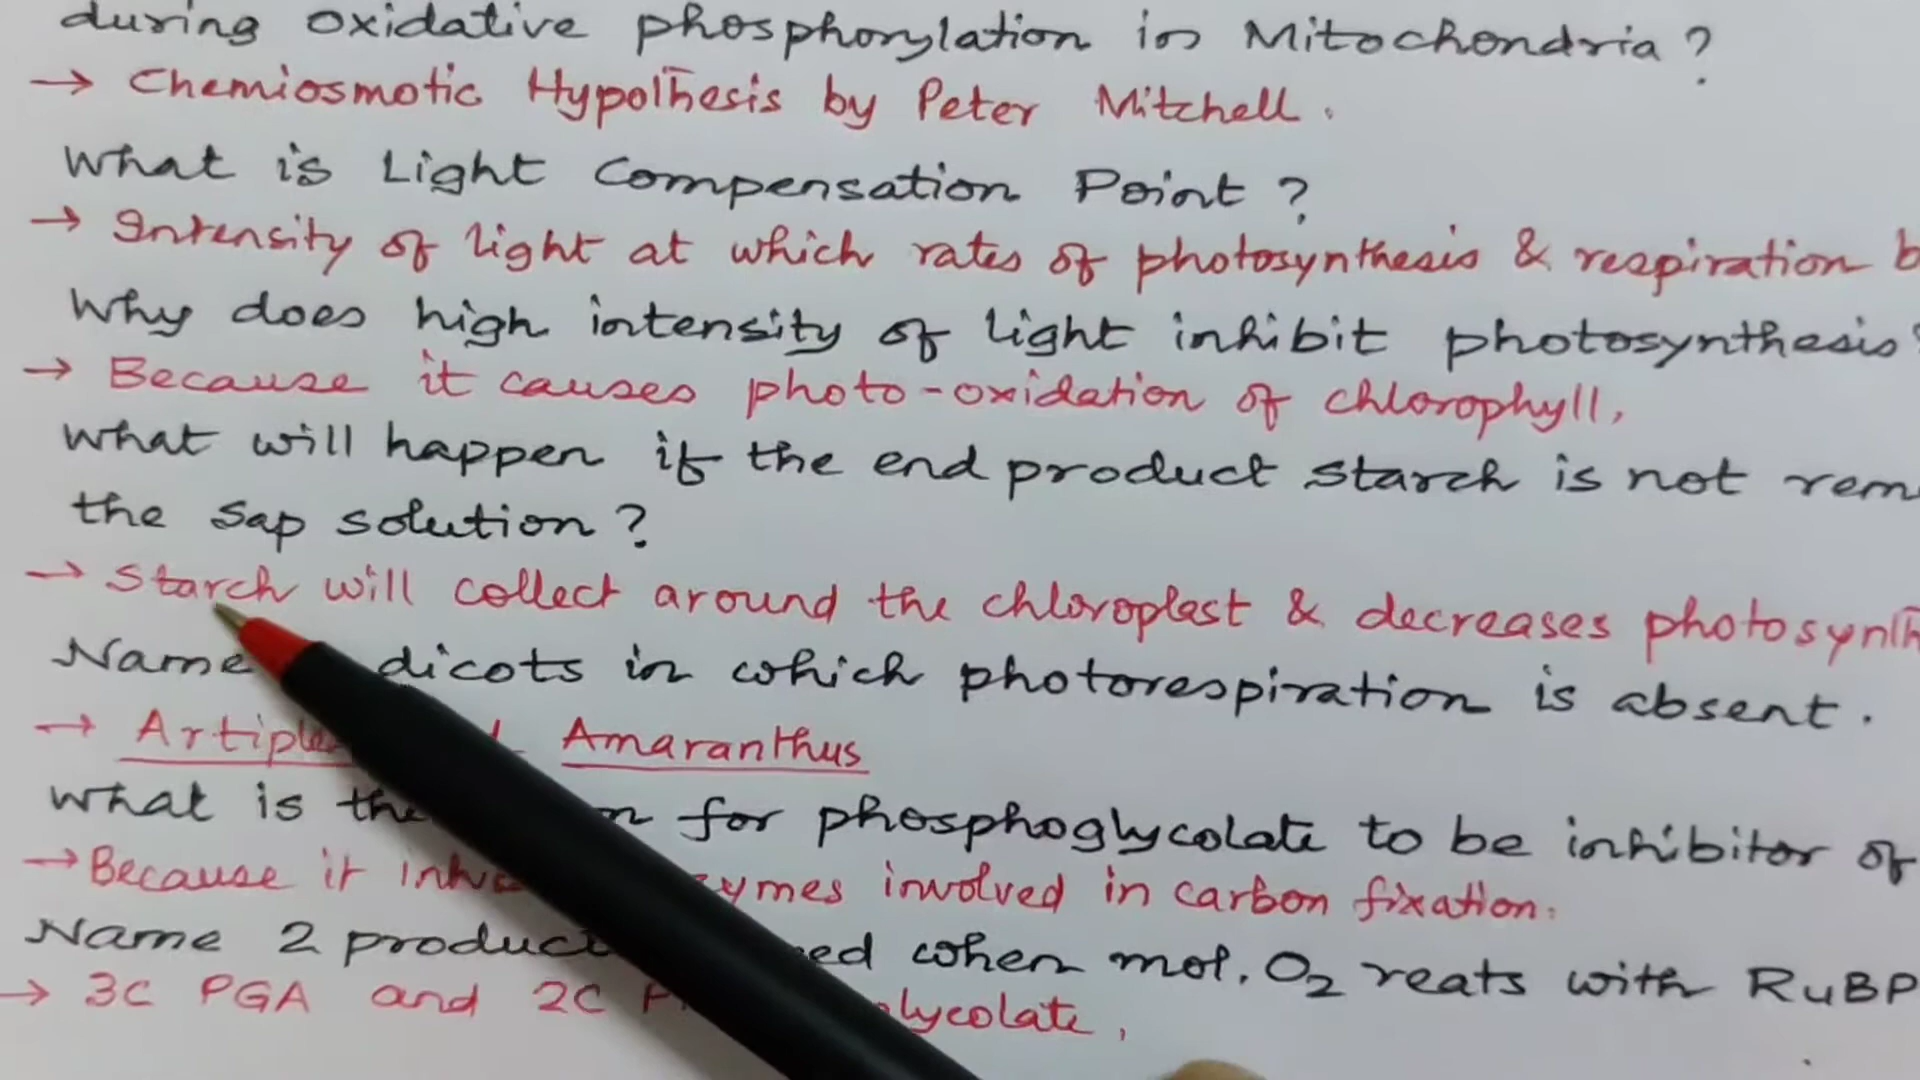 during oxidative phosphorylation in Mitochondria?
→ Chemiosmotic Hypothesis by Peter Mitchell.
What is Light Compensation Point?
→ Intensity of light at which rates of photosynthesis & respiration b
Why does high intensity of light inhibit photosynthesis?
→ Because it causes photo-oxidation of chlorophyll,
What will happen if the end product starch is not rem
the sap solution?
→ Starch will collect around the chloroplast & decreases photosynth
Name dicots in which photorespiration is absent.
→ Amaranthus
What is the for phosphoglycolate to be inhibitor of
→ Because it involved in carbon fixation.
Name 2 when mol. O2 reats with RuBP
→ 3C PGA and 2C